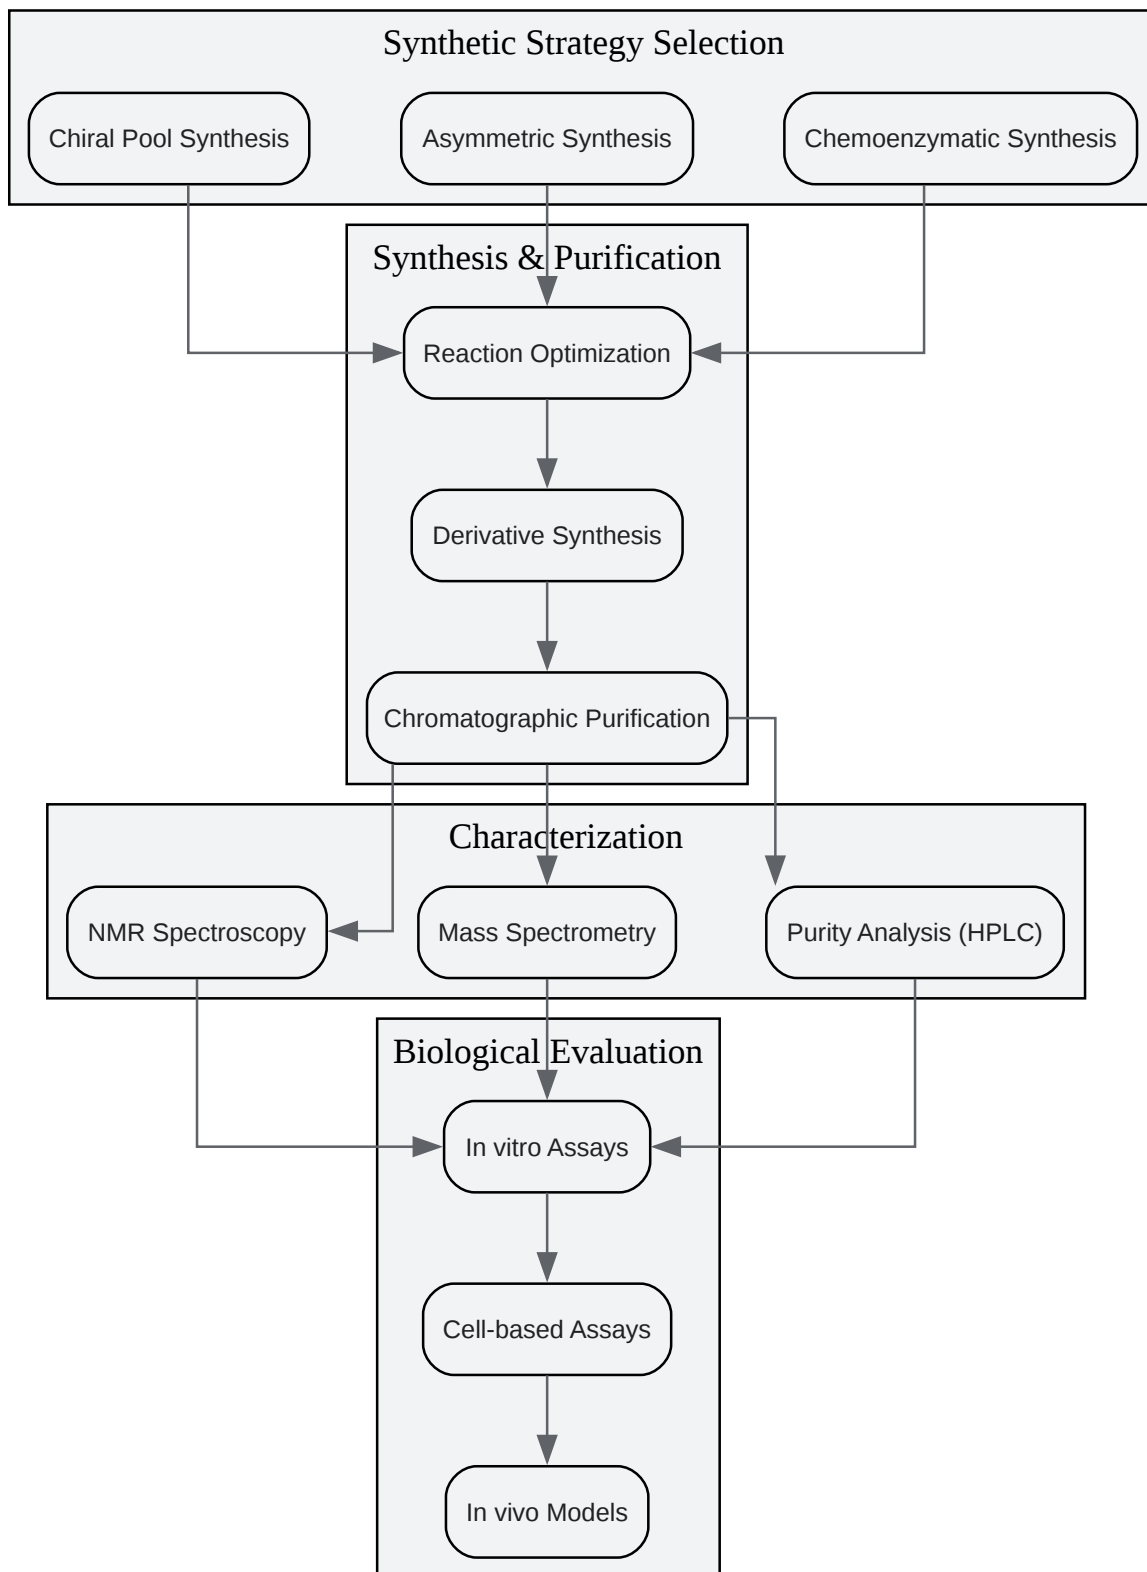 Synthetic Strategy Selection
Chiral Pool Synthesis
Asymmetric Synthesis
Chemoenzymatic Synthesis
Synthesis & Purification
Reaction Optimization
Derivative Synthesis
Chromatographic Purification
Characterization
NMR Spectroscopy
Mass Spectrometry
Purity Analysis (HPLC)
Biological Evaluation
In vitro Assays
Cell-based Assays
In vivo Models